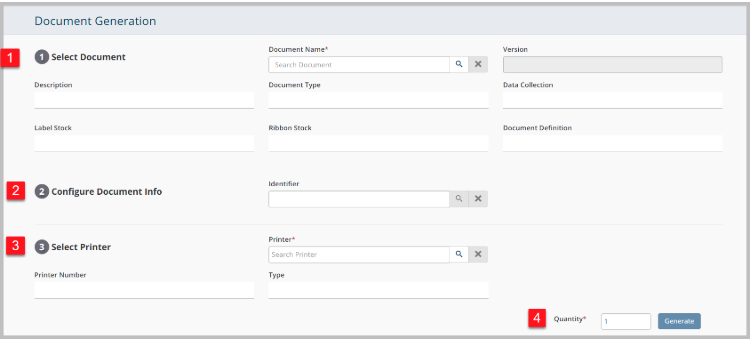 Document Generation
1 1 Select Document Document Name* Version
Search Document
Description Document Type Data Collection
Label Stock Ribbon Stock Document Definition
2 2 Configure Document Info Identifier
3 3 Select Printer Printer*
Search Printer
Printer Number Type
4 Quantity* 1 Generate